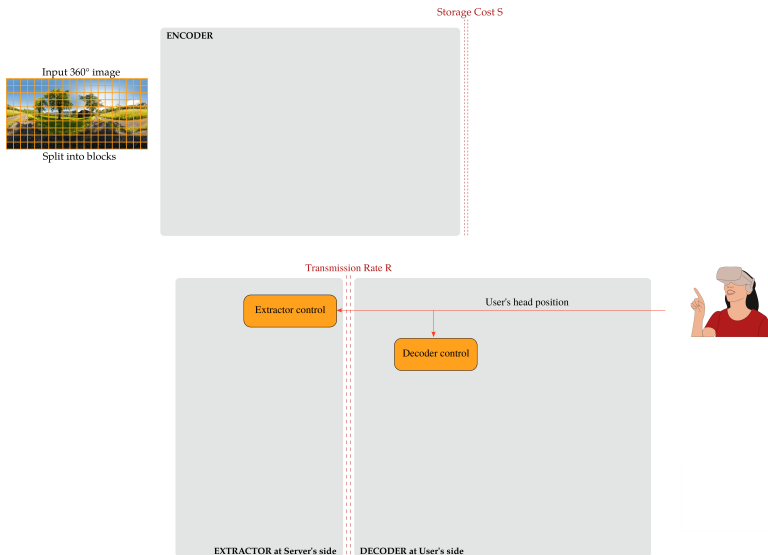 Storage Cost S
ENCODER
Input 360° image
Split into blocks
Transmission Rate R
User's head position
Extractor control
Decoder control
EXTRACTOR at Server's side
DECODER at User's side